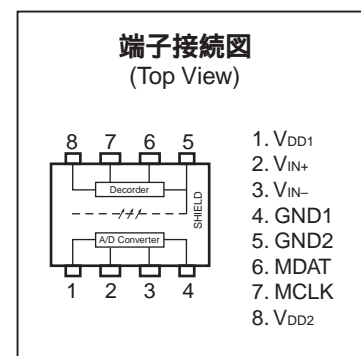 端子接続図
(Top View)
8 7 6 5
Decorder
SHIELD
A/D Converter
1 2 3 4
1. VDD1
2. VIN+
3. VIN–
4. GND1
5. GND2
6. MDAT
7. MCLK
8. VDD2